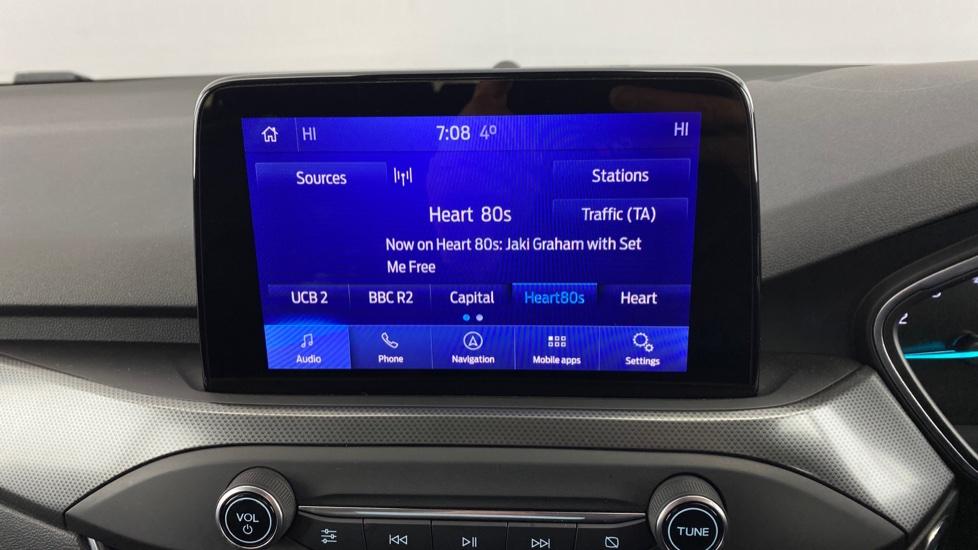 HI 7:08 4° HI
Sources Stations
Heart 80s Traffic (TA)
Now on Heart 80s: Jaki Graham with Set
Me Free
UCB 2 BBC R2 Capital Heart80s Heart
Audio Phone Navigation Mobile apps Settings
2
VOL TUNE